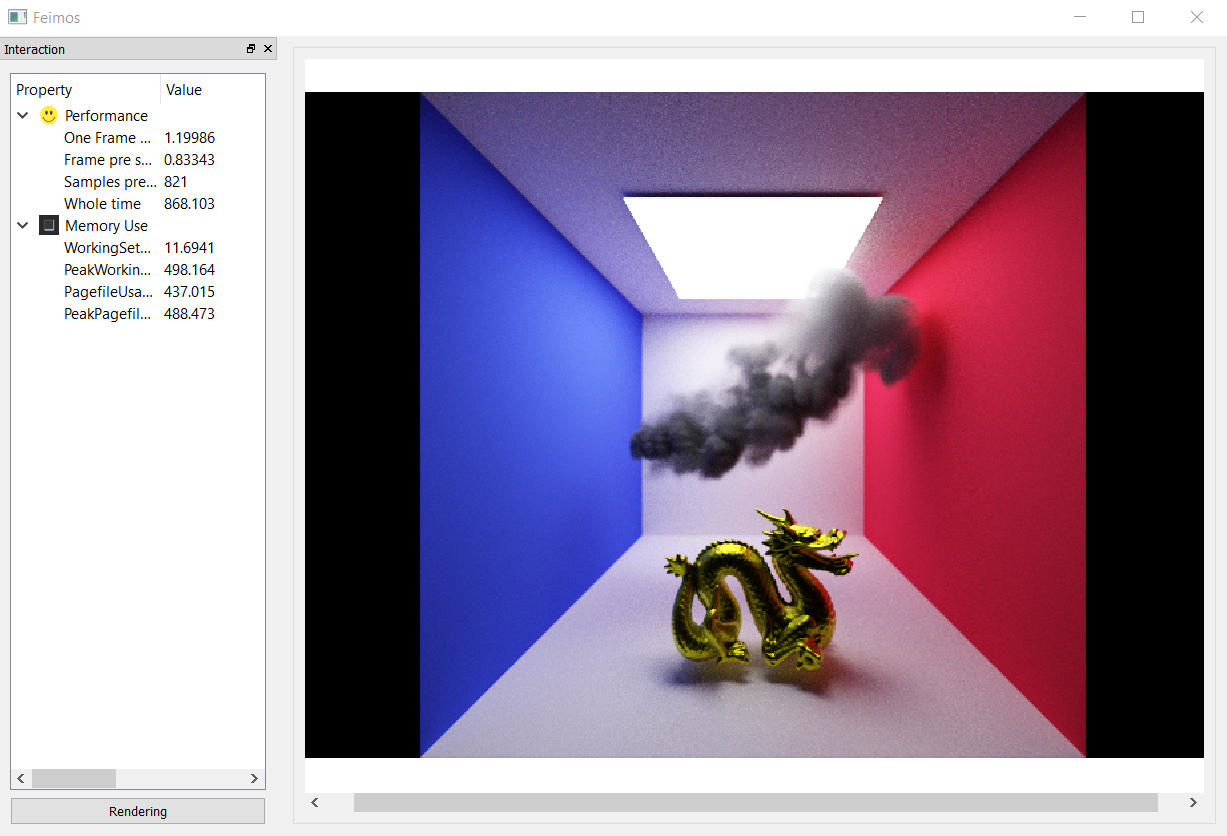 Feimos
Interaction
Property Value
Performance
One Frame ... 1.19986
Frame pre s... 0.83343
Samples pre... 821
Whole time 868.103
Memory Use
WorkingSet... 11.6941
PeakWorkin... 498.164
PagefileUsa... 437.015
PeakPagefil... 488.473
Rendering